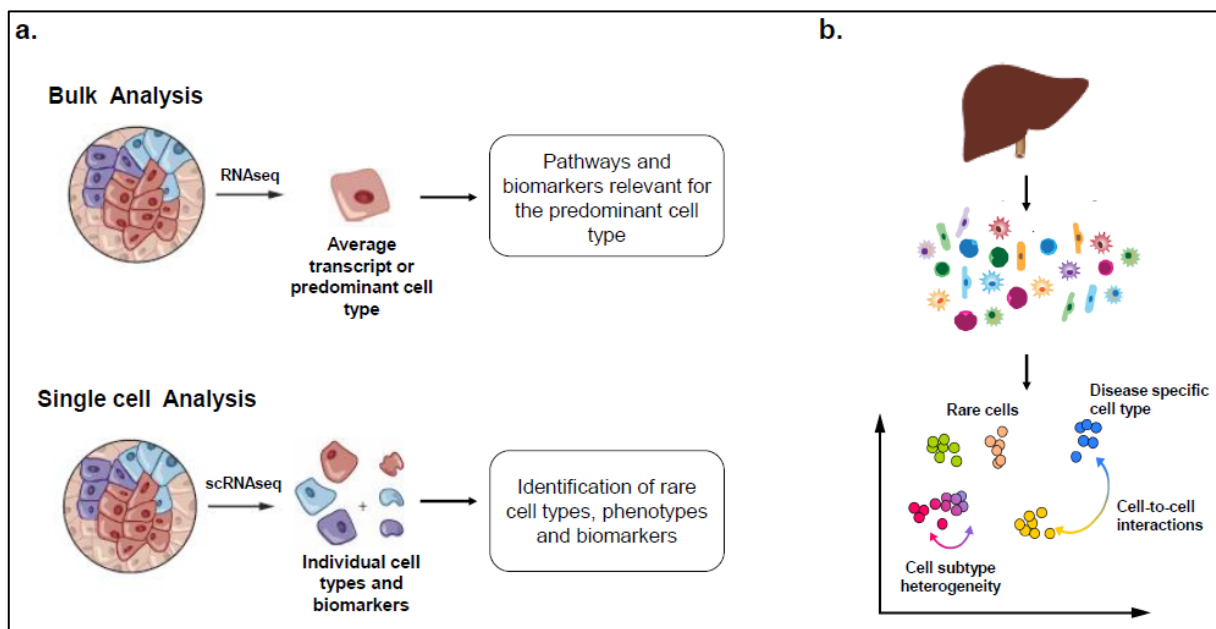 a.
Bulk Analysis
RNAseq
Average
transcript or
predominant cell
type
Pathways and
biomarkers relevant for
the predominant cell
type
Single cell Analysis
scRNAseq
+
Individual cell
types and
biomarkers
Identification of rare
cell types, phenotypes
and biomarkers
b.
Rare cells
Disease specific
cell type
Cell-to-cell
interactions
Cell subtype
heterogeneity